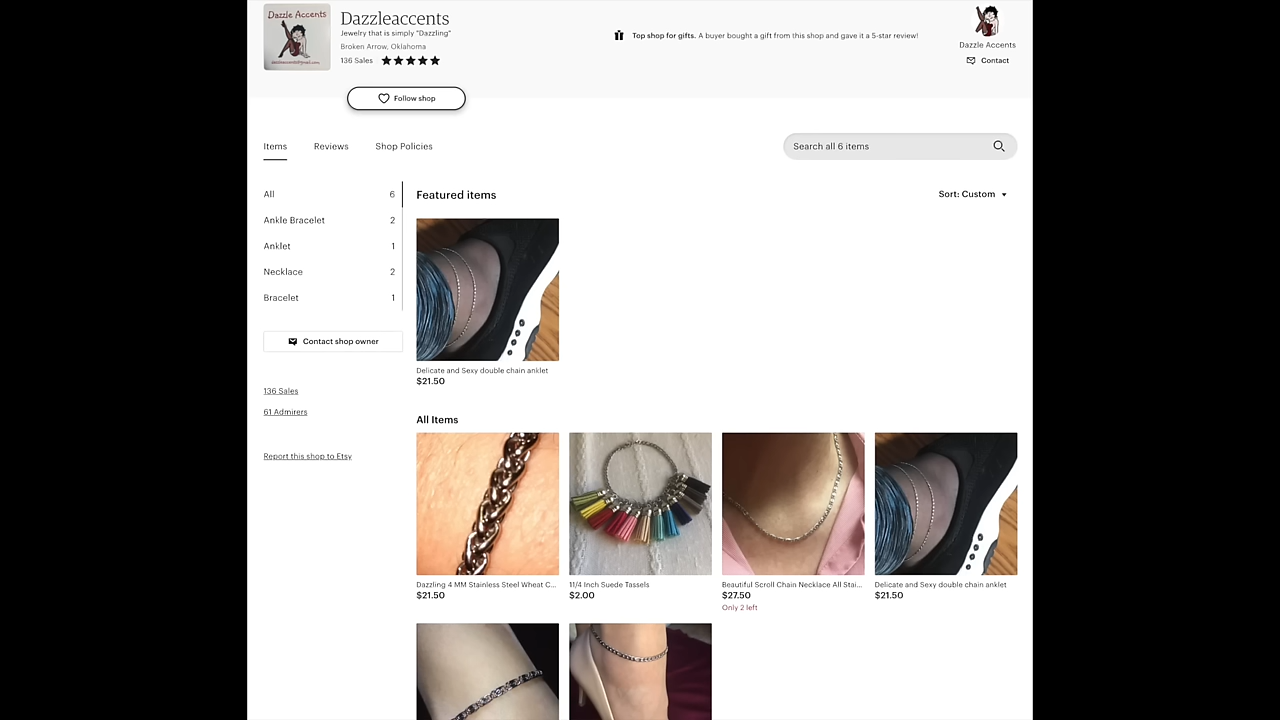 Dazzle Accents
dazzleaccents@gmail.com
Dazzleaccents
Jewelry that is simply "Dazzling"
Broken Arrow, Oklahoma
136 Sales
Follow shop
Top shop for gifts. A buyer bought a gift from this shop and gave it a 5-star review!
Dazzle Accents
Contact
Items
Reviews
Shop Policies
Search all 6 items
All 6
Ankle Bracelet 2
Anklet 1
Necklace 2
Bracelet 1
Contact shop owner
136 Sales
61 Admirers
Report this shop to Etsy
Featured items
Sort: Custom
Delicate and Sexy double chain anklet
$21.50
All Items
Dazzling 4 MM Stainless Steel Wheat C...
$21.50
11/4 Inch Suede Tassels
$2.00
Beautiful Scroll Chain Necklace All Stai...
$27.50
Only 2 left
Delicate and Sexy double chain anklet
$21.50